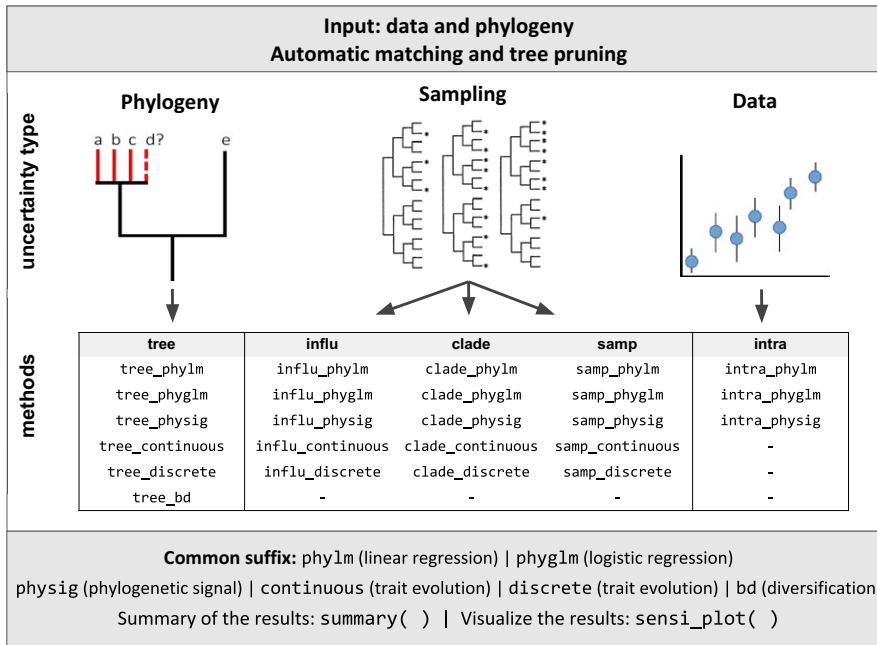 Input: data and phylogeny
Automatic matching and tree pruning
uncertainty type
Phylogeny
Sampling
Data
a b c d? e
methods
tree influ clade samp intra
tree_phylm influ_phylm clade_phylm samp_phylm intra_phylm
tree_phyglm influ_phyglm clade_phyglm samp_phyglm intra_phyglm
tree_physig influ_physig clade_physig samp_physig intra_physig
tree_continuous influ_continuous clade_continuous samp_continuous -
tree_discrete influ_discrete clade_discrete samp_discrete -
tree_bd - - - -
Common suffix: phylm (linear regression) | phyglm (logistic regression)
physig (phylogenetic signal) | continuous (trait evolution) | discrete (trait evolution) | bd (diversification
Summary of the results: summary( ) | Visualize the results: sensi_plot( )